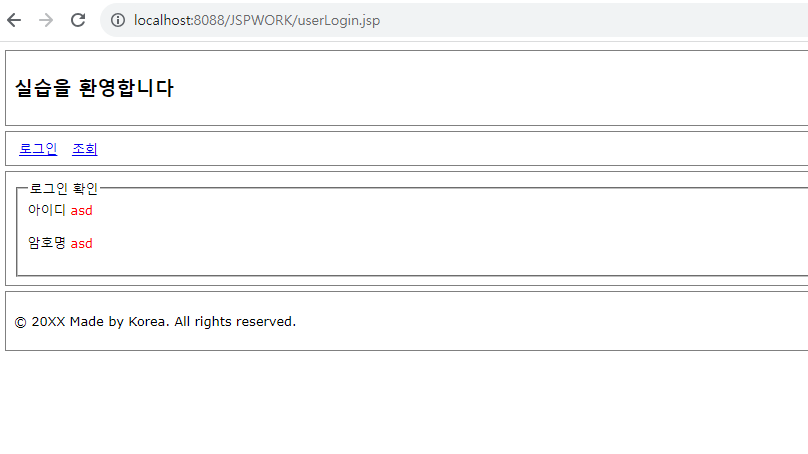 localhost:8088/JSPWORK/userLogin.jsp
실습을 환영합니다
로그인 조회
로그인 확인
아이디 asd
암호명 asd
© 20XX Made by Korea. All rights reserved.